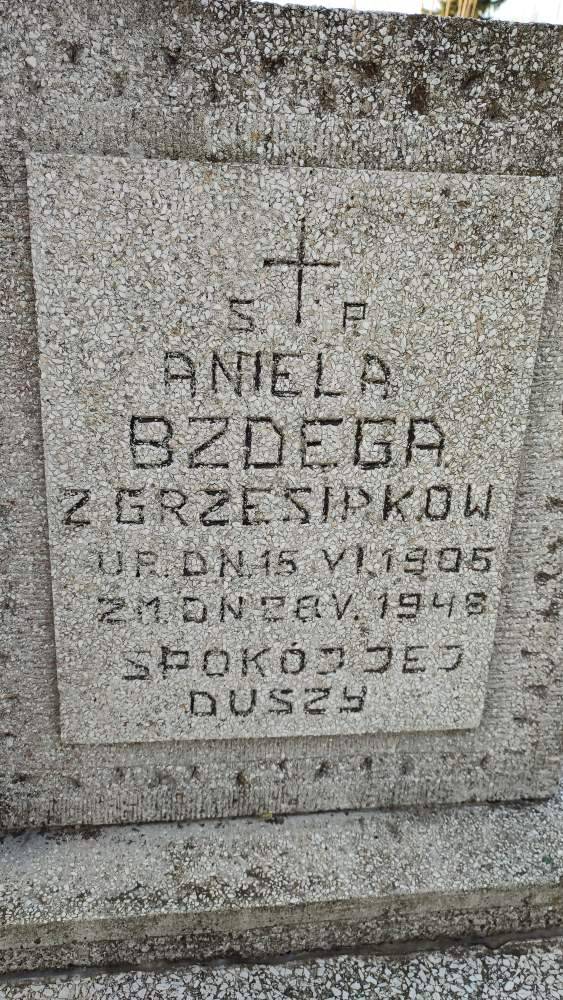 S P
ANIELA
BZDEGA
Z GRZESIPKÓW
UR. DN. 15 VI. 1905
ZM. DN 28 V. 1948
SPOKÓJ JEJ
DUSZY